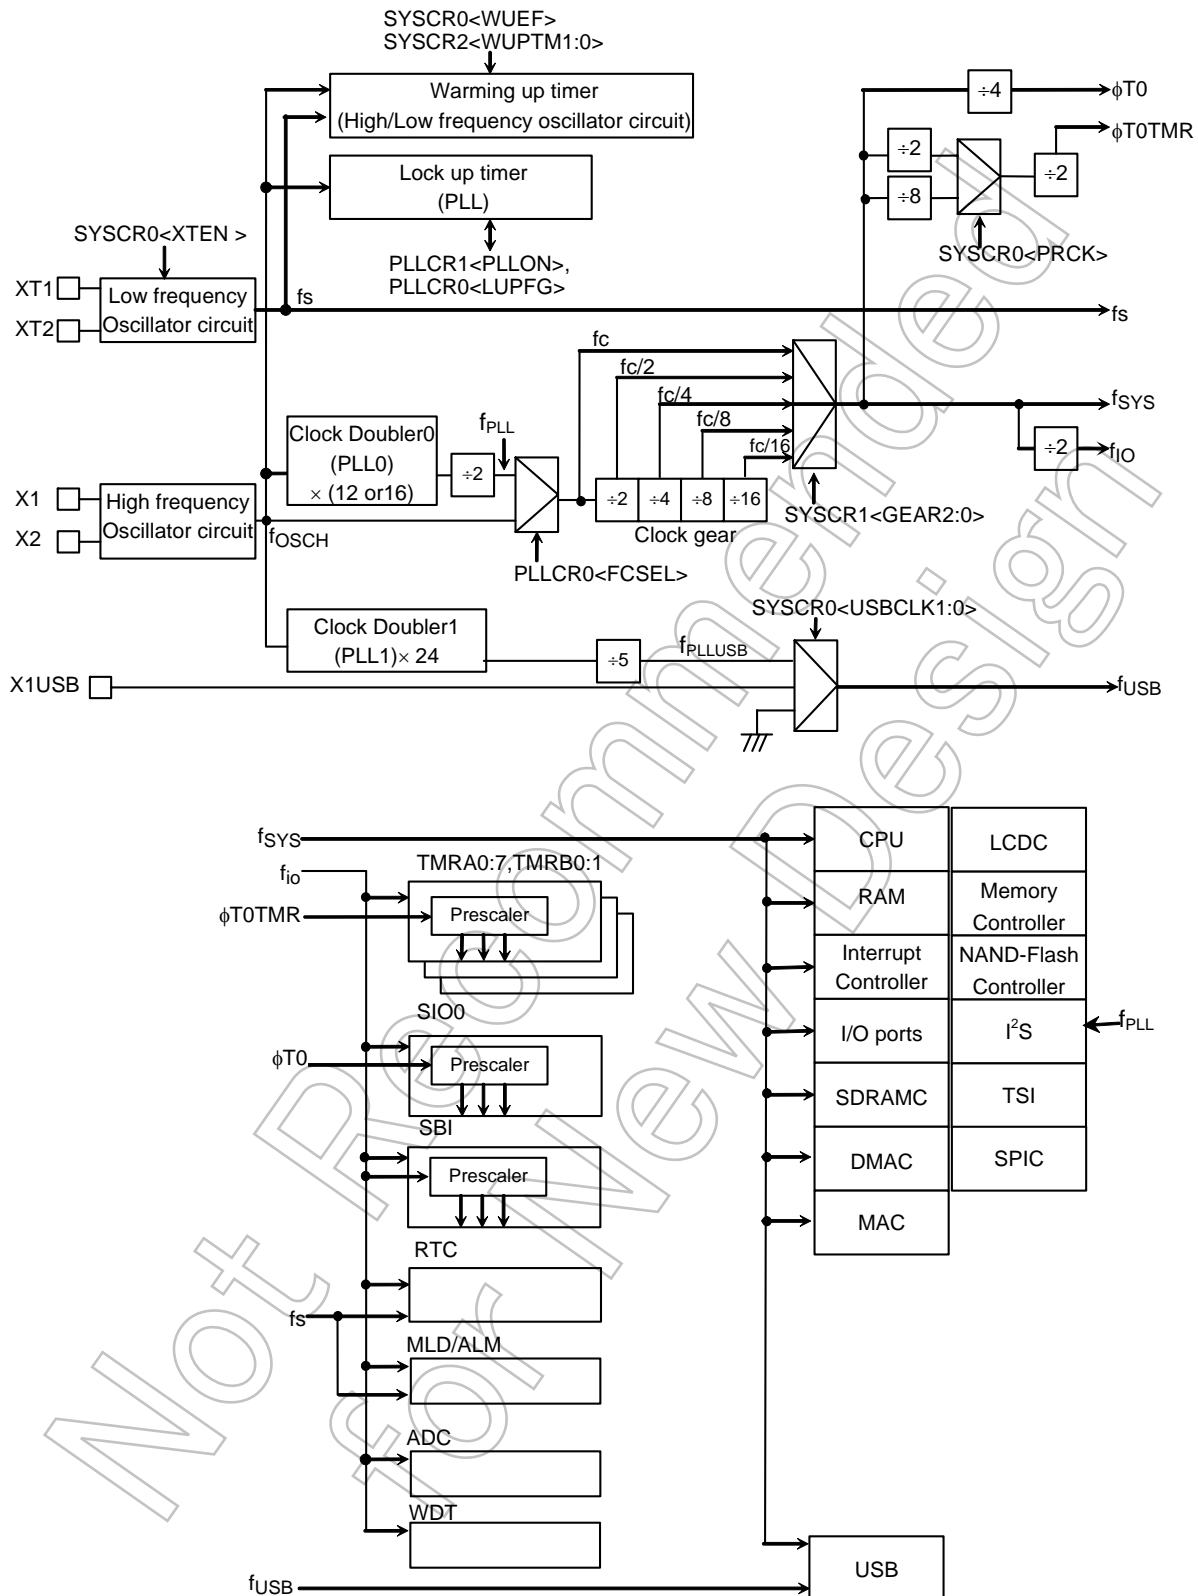 SYSCR0<WUEF>
SYSCR2<WUPTM1:0>
Warming up timer
(High/Low frequency oscillator circuit)
÷4
ϕT0
ϕT0TMR
÷2
÷8
÷2
SYSCR0<PRCK>
Lock up timer
(PLL)
PLLCR1<PLLON>,
PLLCR0<LUPFG>
SYSCR0<XTEN >
XT1
XT2
Low frequency
Oscillator circuit
fs
fs
fc
fc/2
fc/4
fc/8
fc/16
fSYS
÷2
fIO
Clock Doubler0
(PLL0)
× (12 or16)
÷2
fPLL
X1
X2
High frequency
Oscillator circuit
fOSCH
÷2
÷4
÷8
÷16
Clock gear
SYSCR1<GEAR2:0>
PLLCR0<FCSEL>
SYSCR0<USBCLK1:0>
Clock Doubler1
(PLL1)× 24
÷5
fPLLUSB
X1USB
fUSB
fSYS
fio
TMRA0:7,TMRB0:1
ϕT0TMR
Prescaler
SIO0
ϕT0
Prescaler
SBI
Prescaler
RTC
fs
MLD/ALM
ADC
WDT
fUSB
CPU
LCDC
RAM
Memory
Controller
Interrupt
Controller
NAND-Flash
Controller
I/O ports
I²S
fPLL
SDRAMC
TSI
DMAC
SPIC
MAC
USB
Not Recommended
for New Design